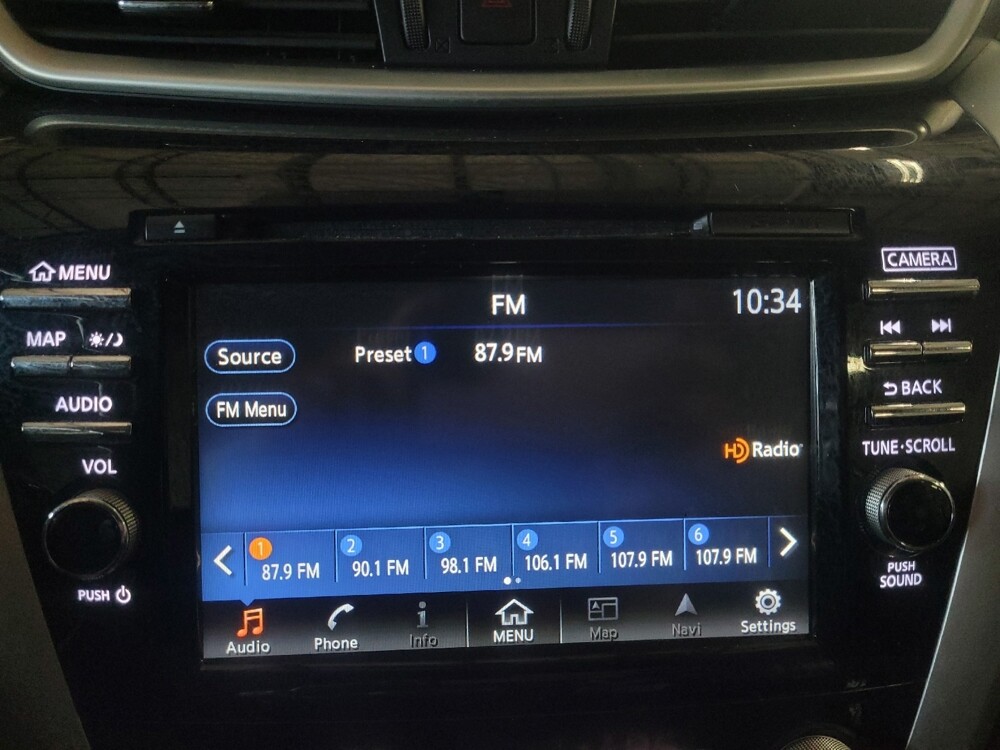 MENU
MAP
AUDIO
VOL
PUSH
FM
10:34
Source
Preset 1 87.9 FM
FM Menu
HD Radio™
1 87.9 FM
2 90.1 FM
3 98.1 FM
4 106.1 FM
5 107.9 FM
6 107.9 FM
Audio
Phone
Info
MENU
Map
Navi
Settings
CAMERA
BACK
TUNE·SCROLL
PUSH
SOUND